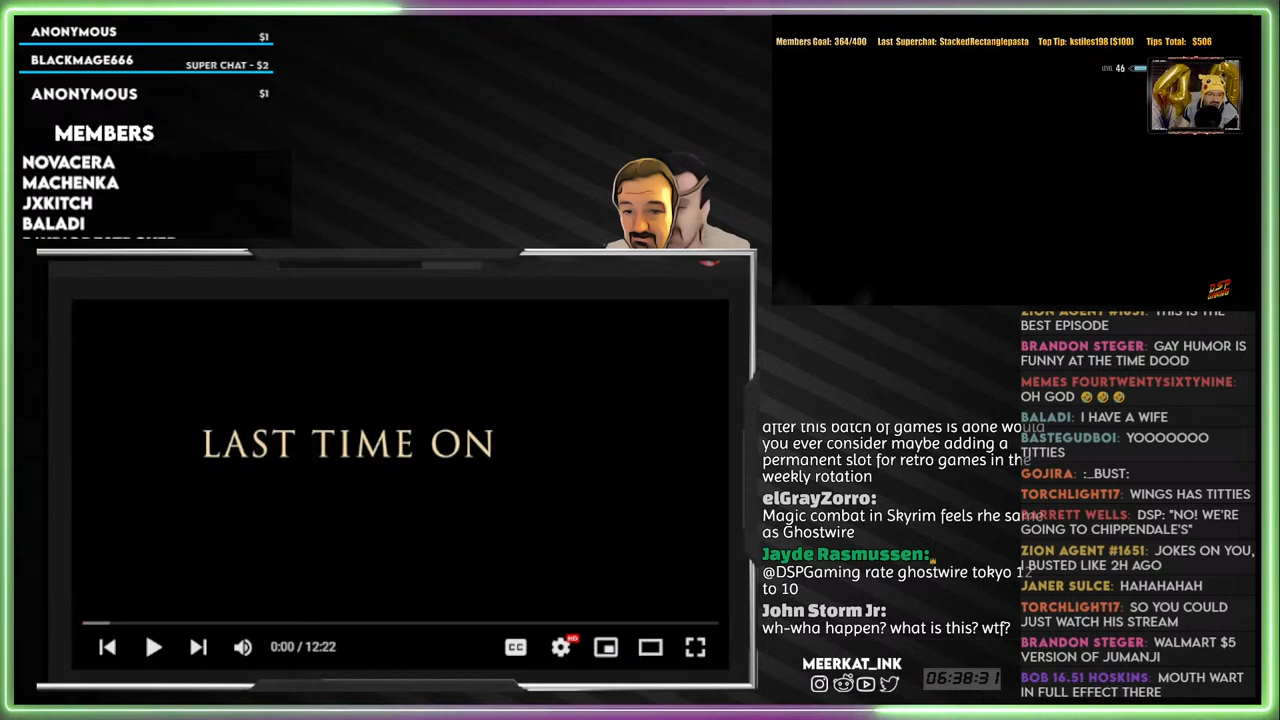 ANONYMOUS $1
BLACKMAGE666 SUPER CHAT - $2
ANONYMOUS $1
MEMBERS
NOVACERA
MACHENKA
JXKITCH
BALADI
Members Goal: 364/400 Last Superchat: StackedRectanglepasta Top Tip: kstiles198 ($100) Tips Total: $506
LEVEL 46
DSP
GAMING
LAST TIME ON
0:00 / 12:22
CC
HD
after this batch of games is done would
you ever consider maybe adding a
permanent slot for retro games in the
weekly rotation
elGrayZorro:
Magic combat in Skyrim feels rhe same
as Ghostwire
Jayde Rasmussen:
@DSPGaming rate ghostwire tokyo 12
to 10
John Storm Jr:
wh-wha happen? what is this? wtf?
MEERKAT_INK
06:38:31
ZION AGENT #1651: THIS IS THE
BEST EPISODE
BRANDON STEGER: GAY HUMOR IS
FUNNY AT THE TIME DOOD
MEMES FOURTWENTYSIXTYNINE:
OH GOD 🤣 🤣 🤣
BALADI: I HAVE A WIFE
BASTEGUDBOI: YOOOOOOO
TITTIES
GOJIRA: :_BUST:
TORCHLIGHT17: WINGS HAS TITTIES
BARRETT WELLS: DSP: "NO! WE'RE
GOING TO CHIPPENDALE'S"
ZION AGENT #1651: JOKES ON YOU,
I BUSTED LIKE 2H AGO
JANER SULCE: HAHAHAHAH
TORCHLIGHT17: SO YOU COULD
JUST WATCH HIS STREAM
BRANDON STEGER: WALMART $5
VERSION OF JUMANJI
BOB 16.51 HOSKINS: MOUTH WART
IN FULL EFFECT THERE